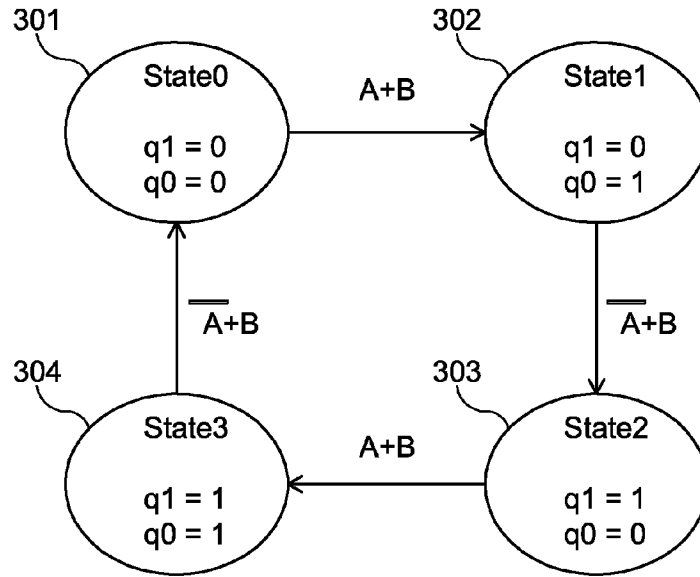 301
State0
q1 = 0
q0 = 0
A+B
302
State1
q1 = 0
q0 = 1
A̅+B
A̅+B
304
State3
q1 = 1
q0 = 1
A+B
303
State2
q1 = 1
q0 = 0